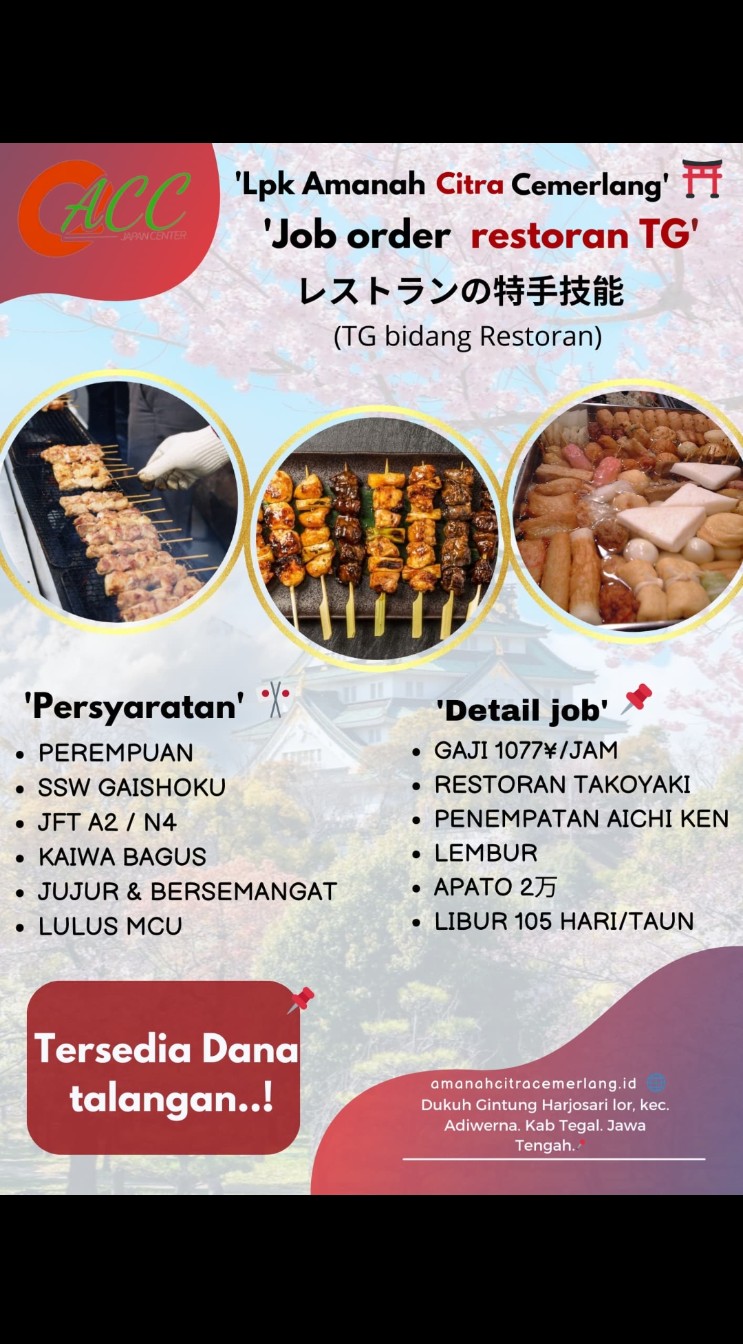 ACC
JAPAN CENTER
'Lpk Amanah Citra Cemerlang'
'Job order restoran TG'
レストランの特手技能
(TG bidang Restoran)
'Persyaratan'
• PEREMPUAN
• SSW GAISHOKU
• JFT A2 / N4
• KAIWA BAGUS
• JUJUR & BERSEMANGAT
• LULUS MCU
'Detail job'
• GAJI 1077¥/JAM
• RESTORAN TAKOYAKI
• PENEMPATAN AICHI KEN
• LEMBUR
• APATO 2万
• LIBUR 105 HARI/TAUN
Tersedia Dana
talangan..!
amanahcitracemerlang.id
Dukuh Gintung Harjosari lor, kec.
Adiwerna. Kab Tegal. Jawa
Tengah.